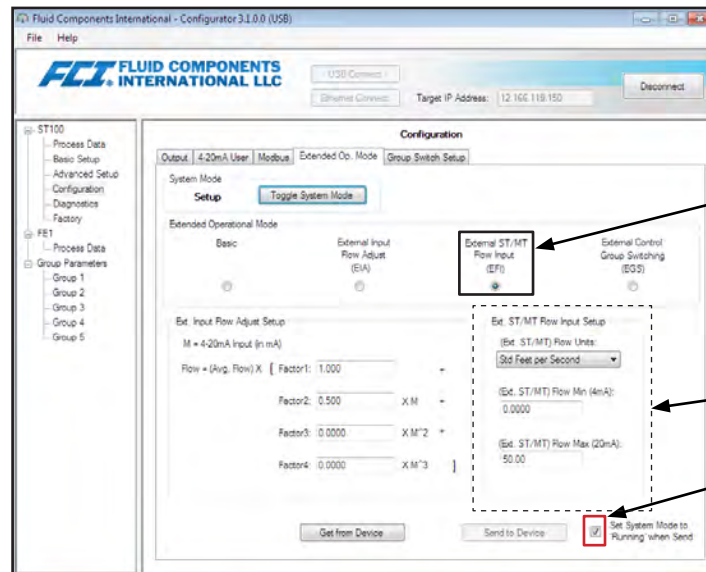 Fluid Components International - Configurator 3.1.0.0 (USB)
File Help
FCI. FLUID COMPONENTS
INTERNATIONAL LLC
USB Connect
Ethernet Connect
Target IP Address: 12.166.118.150
Disconnect
ST100
Process Data
Basic Setup
Advanced Setup
Configuration
Diagnostics
Factory
FE1
Process Data
Group Parameters
Group 1
Group 2
Group 3
Group 4
Group 5
Configuration
Output 4-20mA User Modbus Extended Op. Mode Group Switch Setup
System Mode
Setup Toggle System Mode
Extended Operational Mode
Basic
External Input
Flow Adjust
(EIA)
External ST/MT
Flow Input
(EFI)
External Control
Group Switching
(EGS)
Ext. Input Flow Adjust Setup
M = 4-20mA Input (in mA)
Flow = (Avg. Flow) X [ Factor1: 1.000 +
Factor2: 0.500 X M +
Factor3: 0.0000 X M^2 +
Factor4: 0.0000 X M^3 ]
Ext. ST/MT Flow Input Setup
(Ext. ST/MT) Flow Units:
Std Feet per Second
(Ext. ST/MT) Flow Min (4mA):
0.0000
(Ext. ST/MT) Flow Max (20mA):
50.00
Get from Device
Send to Device
Set System Mode to
'Running' when Send